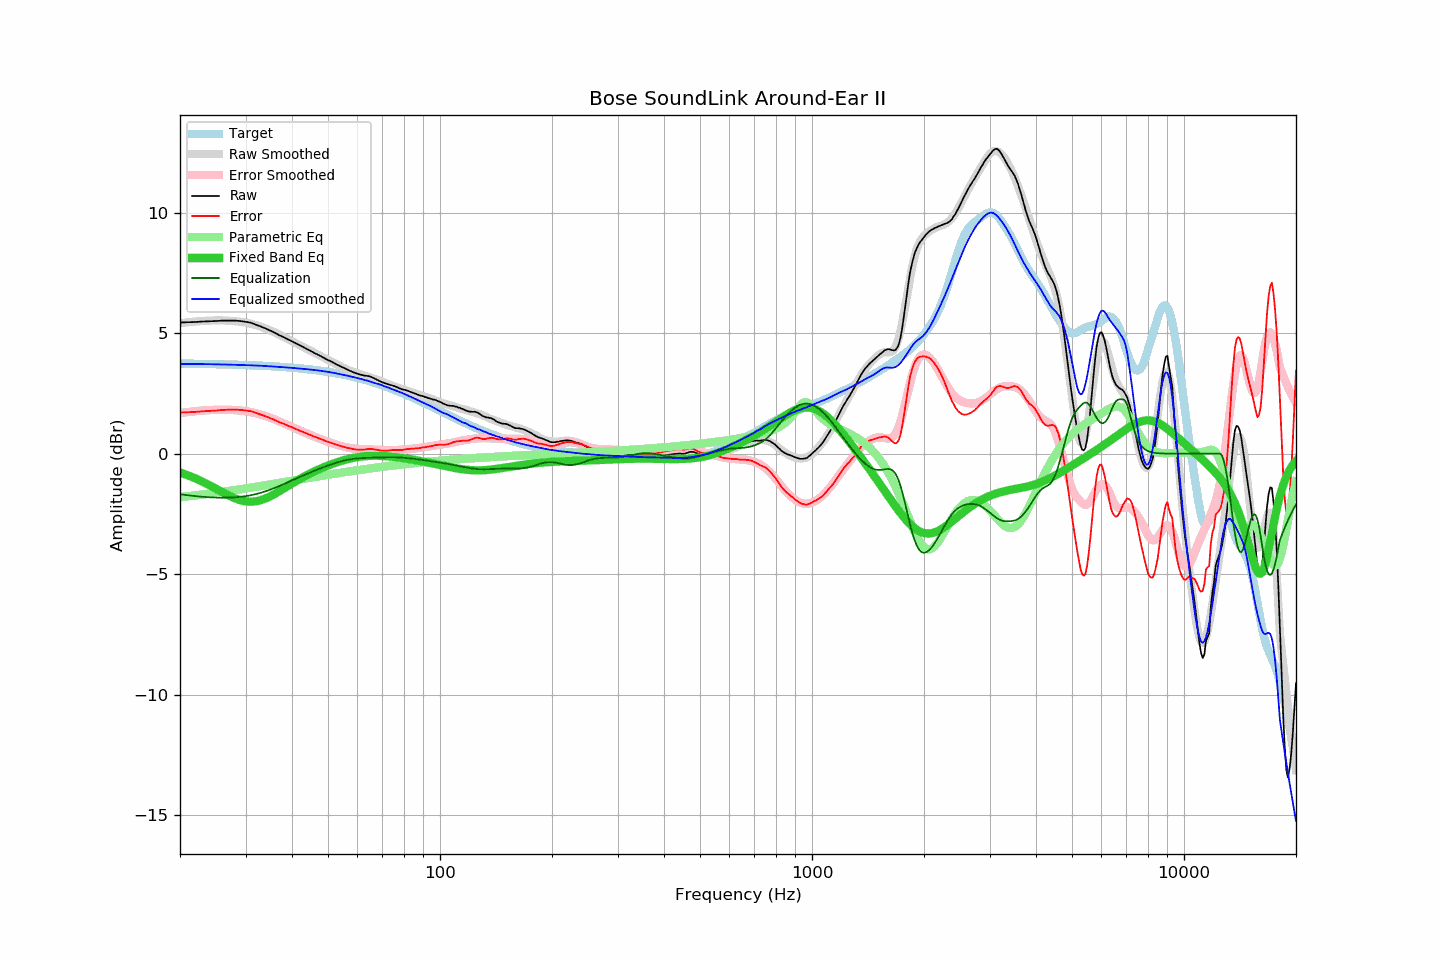 Bose SoundLink Around-Ear II
Target
Raw Smoothed
Error Smoothed
Raw
Error
Parametric Eq
Fixed Band Eq
Equalization
Equalized smoothed
10
5
0
−5
−10
−15
Amplitude (dBr)
100
1000
10000
Frequency (Hz)